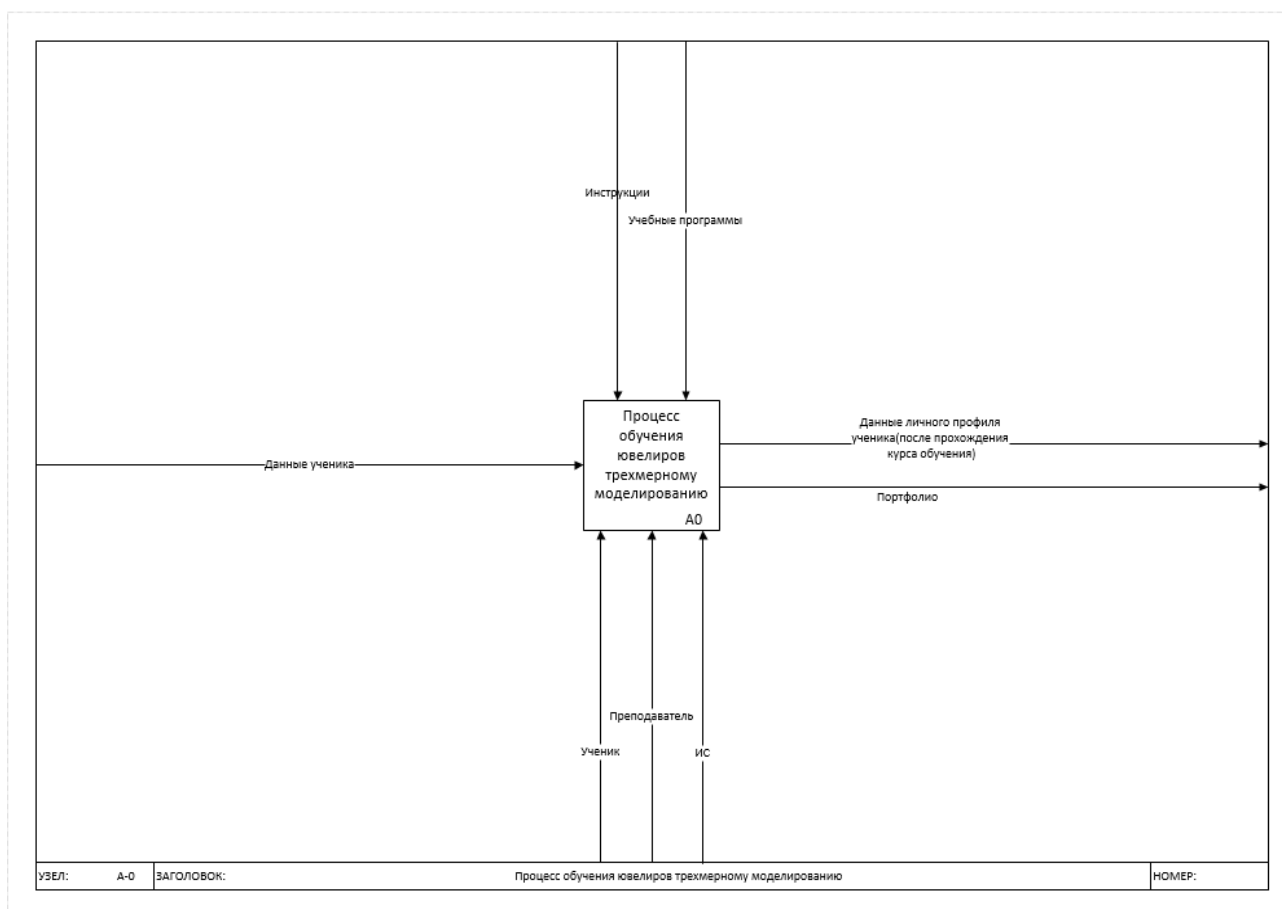 Инструкции
Учебные программы
Процесс
обучения
ювелиров
трехмерному
моделированию
A0
Данные ученика
Данные личного профиля
ученика(после прохождения
курса обучения)
Портфолио
Преподаватель
Ученик
ИС
УЗЕЛ: A-0 ЗАГОЛОВОК: Процесс обучения ювелиров трехмерному моделированию НОМЕР: